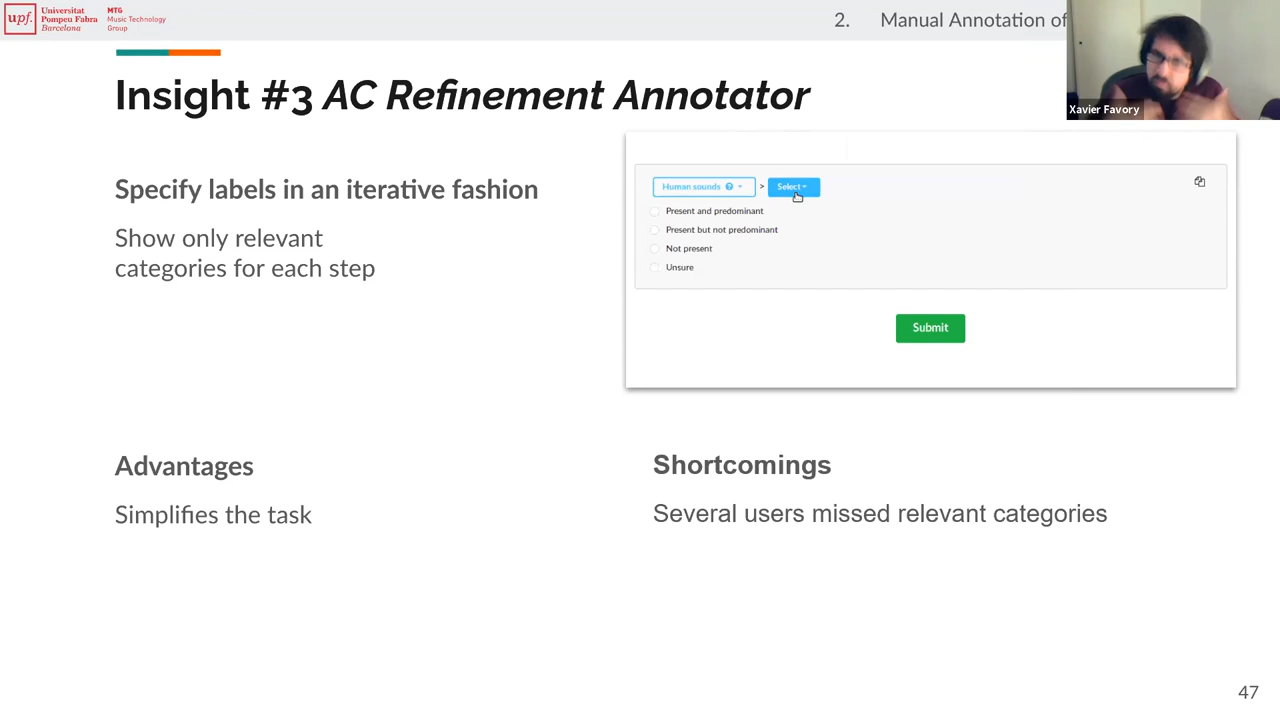 upf.
Universitat
Pompeu Fabra
Barcelona
MTG
Music Technology
Group
2. Manual Annotation of
Xavier Favory
Insight #3 AC Refinement Annotator
Specify labels in an iterative fashion
Show only relevant
categories for each step
Human sounds ? > Select
Present and predominant
Present but not predominant
Not present
Unsure
Submit
Advantages
Simplifies the task
Shortcomings
Several users missed relevant categories
47